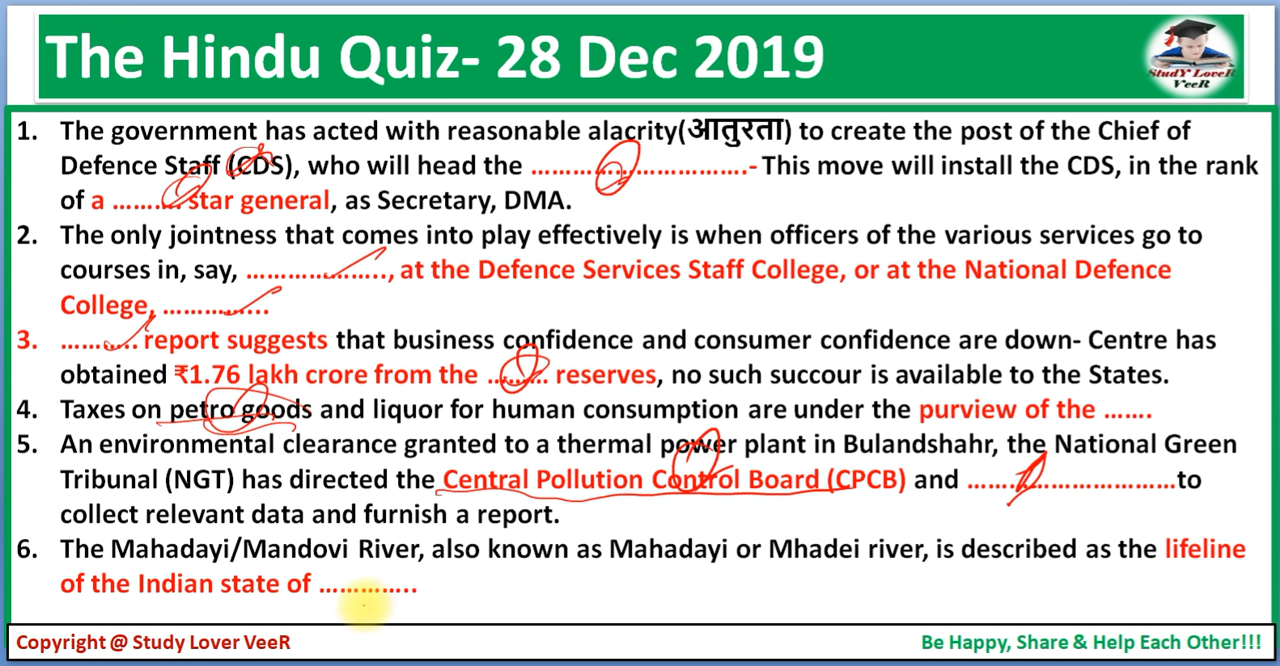 The Hindu Quiz- 28 Dec 2019
StudY LoveR
VeeR
1. The government has acted with reasonable alacrity(आतुरता) to create the post of the Chief of
Defence Staff (CDS), who will head the ………..…………………….- This move will install the CDS, in the rank
of a ………... star general, as Secretary, DMA.
2. The only jointness that comes into play effectively is when officers of the various services go to
courses in, say, …………………….., at the Defence Services Staff College, or at the National Defence
College, ………………
3. ………... report suggests that business confidence and consumer confidence are down- Centre has
obtained ₹1.76 lakh crore from the ……….. reserves, no such succour is available to the States.
4. Taxes on petro goods and liquor for human consumption are under the purview of the …….
5. An environmental clearance granted to a thermal power plant in Bulandshahr, the National Green
Tribunal (NGT) has directed the Central Pollution Control Board (CPCB) and ………………………………to
collect relevant data and furnish a report.
6. The Mahadayi/Mandovi River, also known as Mahadayi or Mhadei river, is described as the lifeline
of the Indian state of ……………..
Copyright @ Study Lover VeeR
Be Happy, Share & Help Each Other!!!